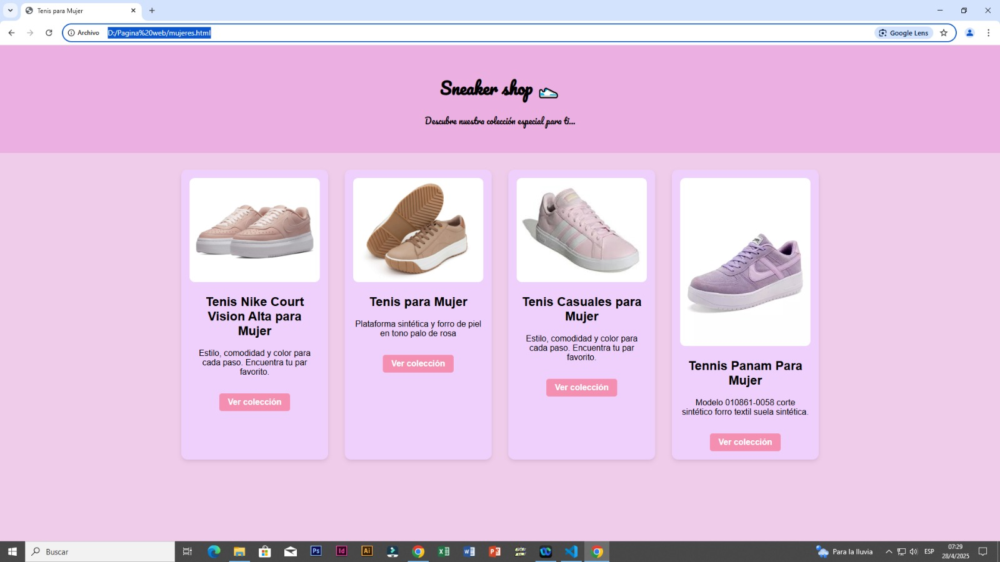 Tenis para Mujer
Archivo
D:/Pagina%20web/mujeres.html
Google Lens
Sneaker shop
Descubre nuestra colección especial para ti...
Tenis Nike Court
Vision Alta para
Mujer
Estilo, comodidad y color para
cada paso. Encuentra tu par
favorito.
Ver colección
Tenis para Mujer
Plataforma sintética y forro de piel
en tono palo de rosa
Ver colección
Tenis Casuales para
Mujer
Estilo, comodidad y color para
cada paso. Encuentra tu par
favorito.
Ver colección
Tennis Panam Para
Mujer
Modelo 010861-0058 corte
sintético forro textil suela sintética.
Ver colección
Buscar
Ps
Id
Ai
Para la lluvia
ESP
07:29
28/4/2025